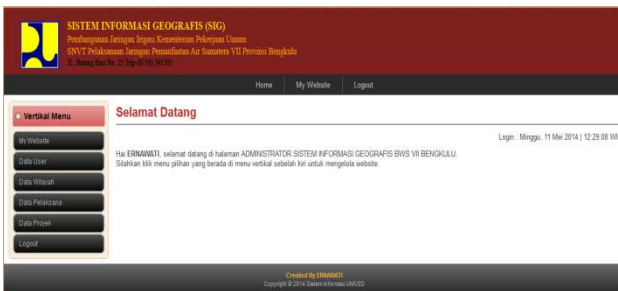 SISTEM INFORMASI GEOGRAFIS (SIG)
Pembangunan Jaringan Irigasi Kementerian Pekerjaan Umum
SNVT Pelaksanaan Jaringan Pemanfaatan Air Sumatera VII Provinsi Bengkulu
Home My Website Logout
Vertikal Menu
My Website
Data User
Data Wilayah
Data Pelaksana
Data Proyek
Logout
Selamat Datang
Login : Minggu, 11 Mei 2014 | 12:29:08 WI
Hai ERNAWATI, selamat datang di halaman ADMINISTRATOR SISTEM INFORMASI GEOGRAFIS BWS VII BENGKULU.
Silahkan klik menu pilihan yang berada di menu vertikal sebelah kiri untuk mengelola website.
Created By ERNAWATI
Copyright © 2014 Sistem Informasi UNIVED